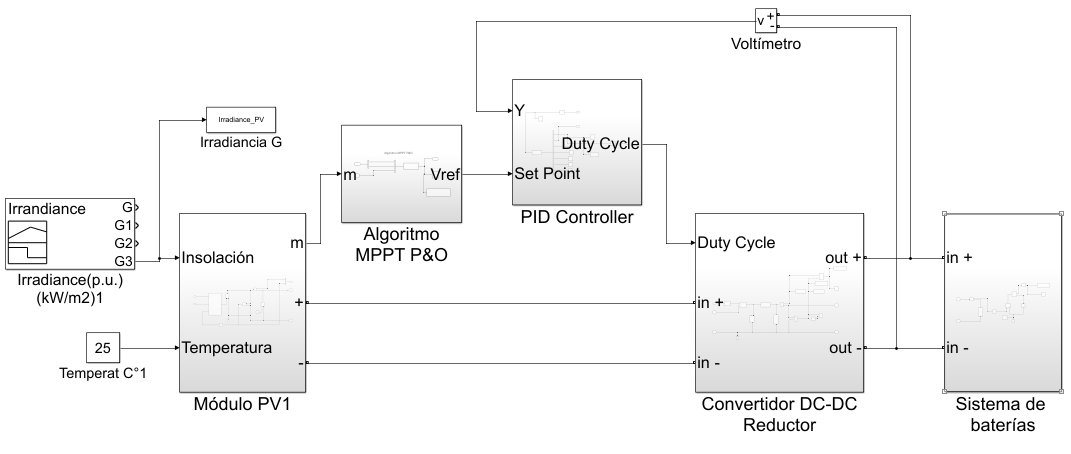 v + -
Voltímetro
Irradiance_PV
Irradiancia G
Y
Duty Cycle
Set Point
PID Controller
m
Vref
Algoritmo
MPPT P&O
Irrandiance
G
G1
G2
G3
Irradiance(p.u.)
(kW/m2)1
25
Temperat C°1
Insolación
m
+
Temperatura
-
Módulo PV1
Duty Cycle
out +
in +
out -
in -
Convertidor DC-DC
Reductor
in +
in -
Sistema de
baterías